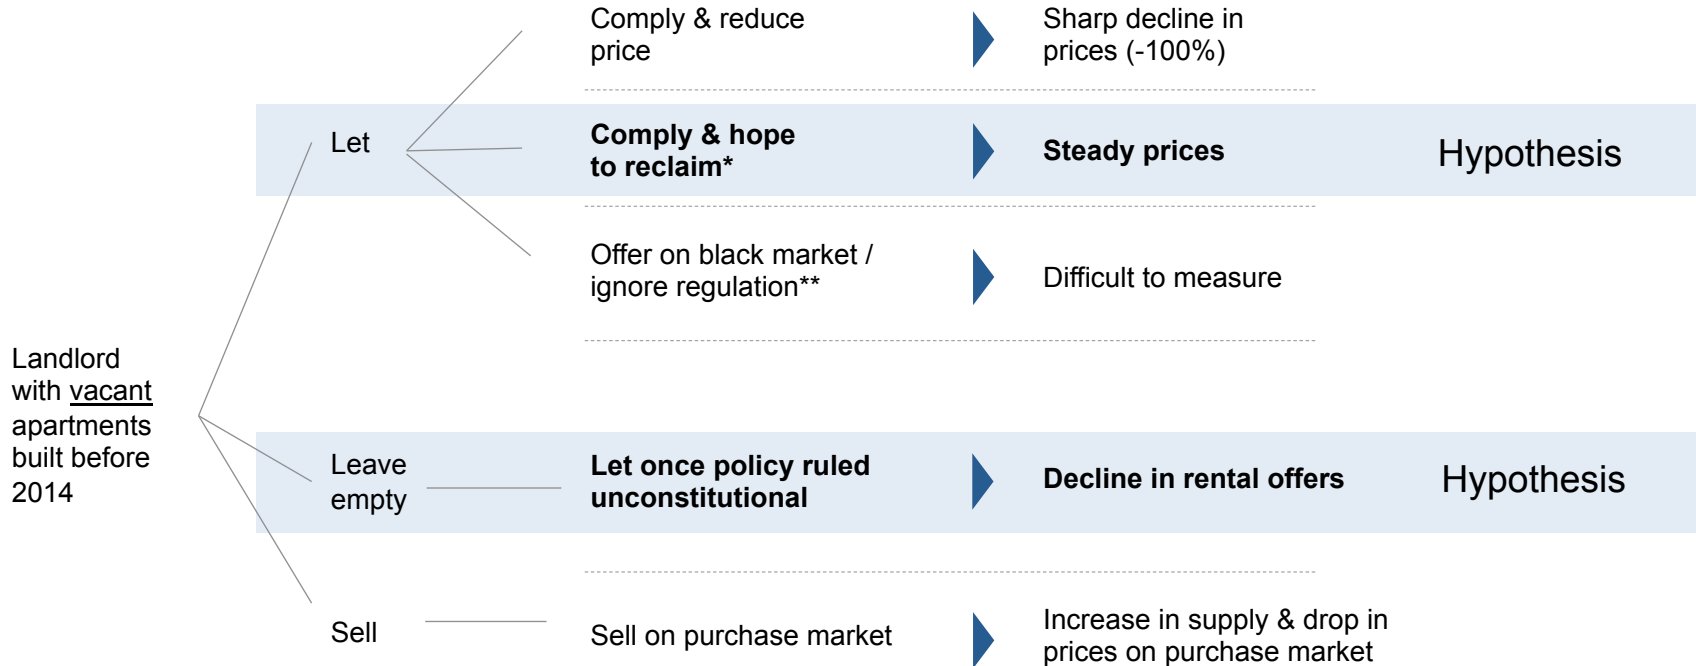 Comply & reduce
price
Sharp decline in
prices (-100%)
Let
Comply & hope
to reclaim*
Steady prices
Hypothesis
Offer on black market /
ignore regulation**
Difficult to measure
Landlord
with vacant
apartments
built before
2014
Leave
empty
Let once policy ruled
unconstitutional
Decline in rental offers
Hypothesis
Sell
Sell on purchase market
Increase in supply & drop in
prices on purchase market